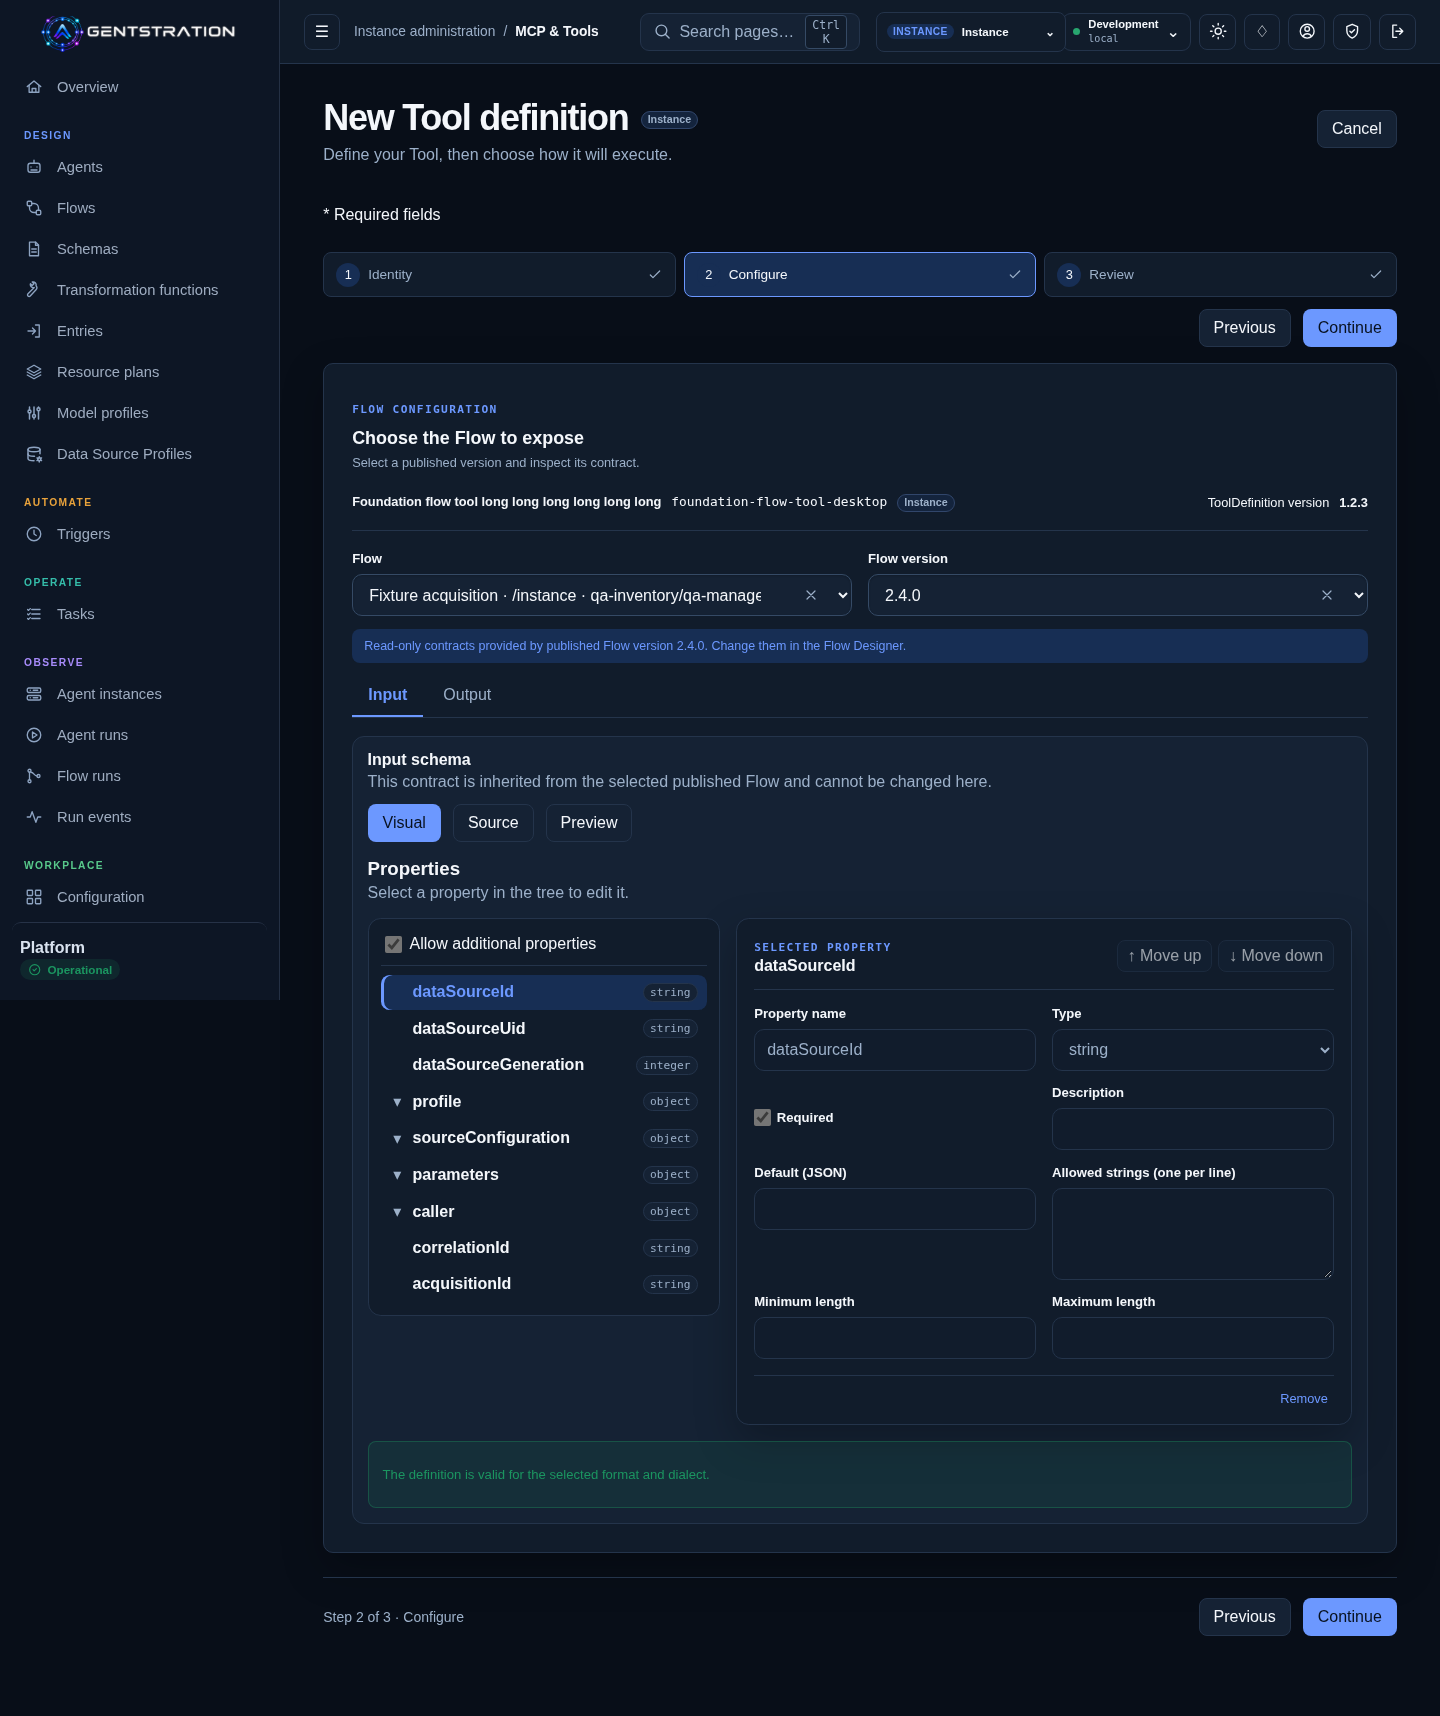 GENTSTRATION
☰
Instance administration / MCP & Tools
Search pages…
Ctrl K
INSTANCE Instance
Development
local
Overview
DESIGN
Agents
Flows
Schemas
Transformation functions
Entries
Resource plans
Model profiles
Data Source Profiles
AUTOMATE
Triggers
OPERATE
Tasks
OBSERVE
Agent instances
Agent runs
Flow runs
Run events
WORKPLACE
Configuration
Platform
Operational
New Tool definition Instance
Cancel
Define your Tool, then choose how it will execute.
* Required fields
1 Identity
2 Configure
3 Review
Previous
Continue
FLOW CONFIGURATION
Choose the Flow to expose
Select a published version and inspect its contract.
Foundation flow tool long long long long long long foundation-flow-tool-desktop Instance
ToolDefinition version 1.2.3
Flow
Flow version
Fixture acquisition · /instance · qa-inventory/qa-manage
2.4.0
Read-only contracts provided by published Flow version 2.4.0. Change them in the Flow Designer.
Input
Output
Input schema
This contract is inherited from the selected published Flow and cannot be changed here.
Visual
Source
Preview
Properties
Select a property in the tree to edit it.
Allow additional properties
dataSourceId string
dataSourceUid string
dataSourceGeneration integer
▼ profile object
▼ sourceConfiguration object
▼ parameters object
▼ caller object
correlationId string
acquisitionId string
SELECTED PROPERTY
dataSourceId
↑ Move up
↓ Move down
Property name
Type
dataSourceId
string
Required
Description
Default (JSON)
Allowed strings (one per line)
Minimum length
Maximum length
Remove
The definition is valid for the selected format and dialect.
Step 2 of 3 · Configure
Previous
Continue